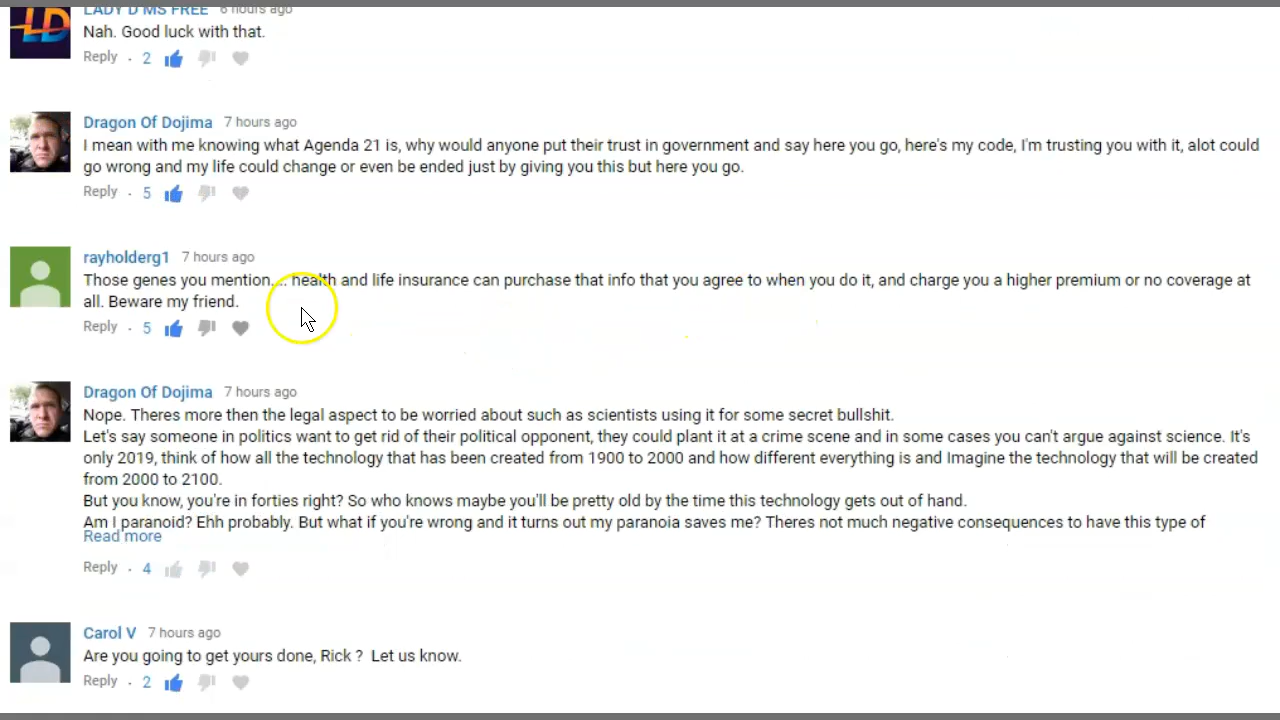 LADY D MS FREE 6 hours ago
Nah. Good luck with that.
Reply . 2
Dragon Of Dojima 7 hours ago
I mean with me knowing what Agenda 21 is, why would anyone put their trust in government and say here you go, here's my code, I'm trusting you with it, alot could
go wrong and my life could change or even be ended just by giving you this but here you go.
Reply . 5
rayholderg1 7 hours ago
Those genes you mention.... health and life insurance can purchase that info that you agree to when you do it, and charge you a higher premium or no coverage at
all. Beware my friend.
Reply . 5
Dragon Of Dojima 7 hours ago
Nope. Theres more then the legal aspect to be worried about such as scientists using it for some secret bullshit.
Let's say someone in politics want to get rid of their political opponent, they could plant it at a crime scene and in some cases you can't argue against science. It's
only 2019, think of how all the technology that has been created from 1900 to 2000 and how different everything is and Imagine the technology that will be created
from 2000 to 2100.
But you know, you're in forties right? So who knows maybe you'll be pretty old by the time this technology gets out of hand.
Am I paranoid? Ehh probably. But what if you're wrong and it turns out my paranoia saves me? Theres not much negative consequences to have this type of
Read more
Reply . 4
Carol V 7 hours ago
Are you going to get yours done, Rick ? Let us know.
Reply . 2